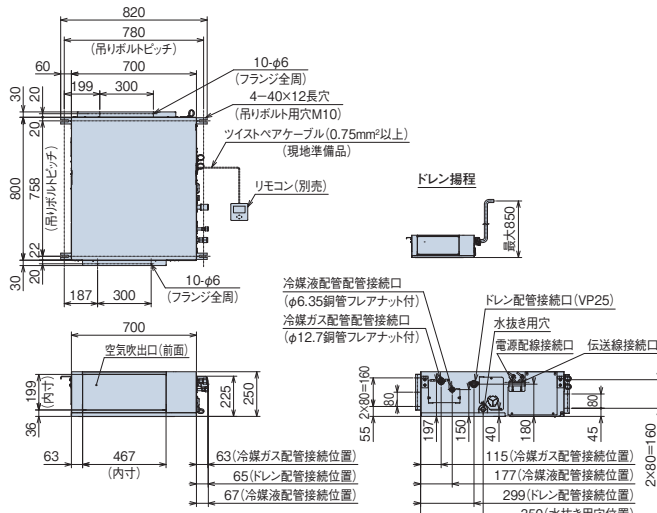 820
780
(吊りボルトピッチ)
60
700
199
300
10-φ6
(フランジ全周)
4−40×12長穴
(吊りボルト用穴M10)
ツイストペアケーブル(0.75mm²以上)
(現地準備品)
リモコン(別売)
30
20
20
800
758
(吊りボルトピッチ)
22
20
30
187
300
10-φ6
(フランジ全周)
ドレン揚程
最大850
700
空気吹出口(前面)
199
(内寸)
36
63
467
(内寸)
225
250
63(冷媒ガス配管接続位置)
65(ドレン配管接続位置)
67(冷媒液配管接続位置)
冷媒液配管配管接続口
(φ6.35銅管フレアナット付)
冷媒ガス配管配管接続口
(φ12.7銅管フレアナット付)
ドレン配管接続口(VP25)
水抜き用穴
電源配線接続口
伝送線接続口
2×80=160
80
55
197
150
40
180
45
80
2×80=160
115(冷媒ガス配管接続位置)
177(冷媒液配管接続位置)
299(ドレン配管接続位置)